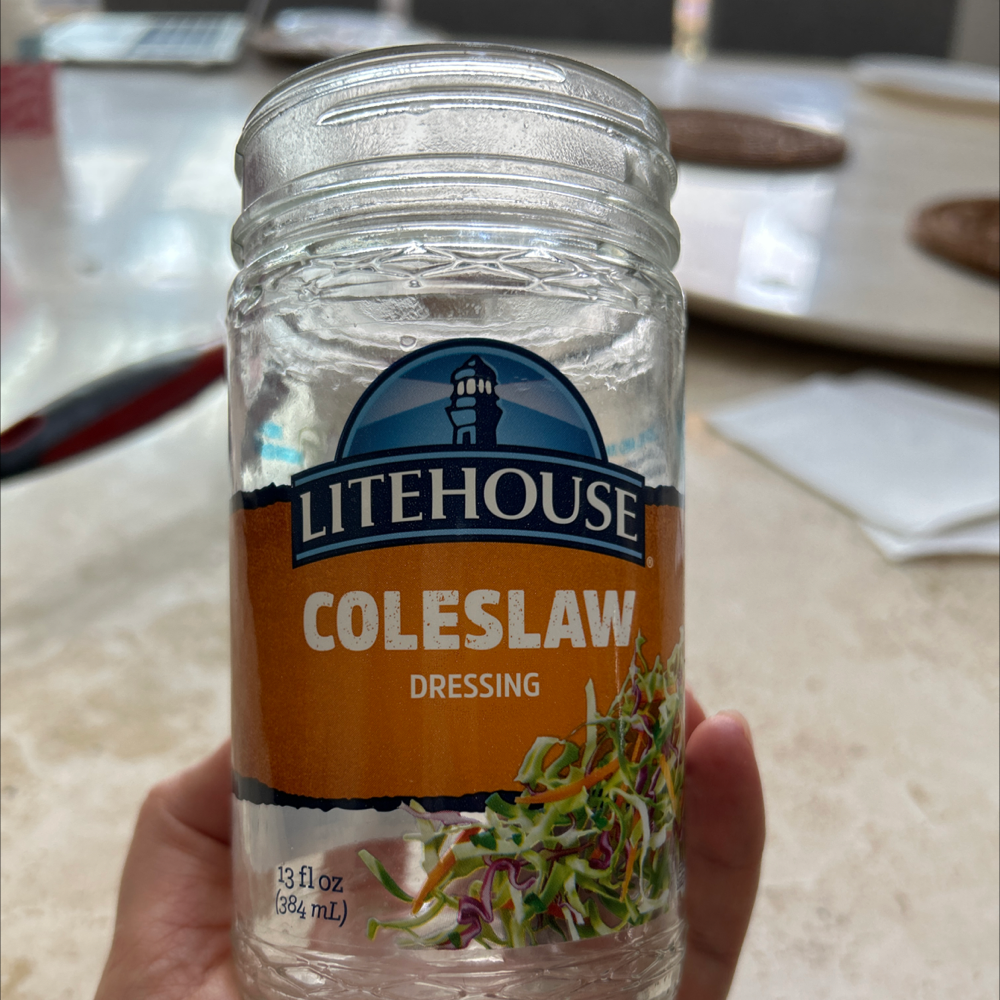 LITEHOUSE®
COLESLAW
DRESSING
13 fl oz
(384 mL)